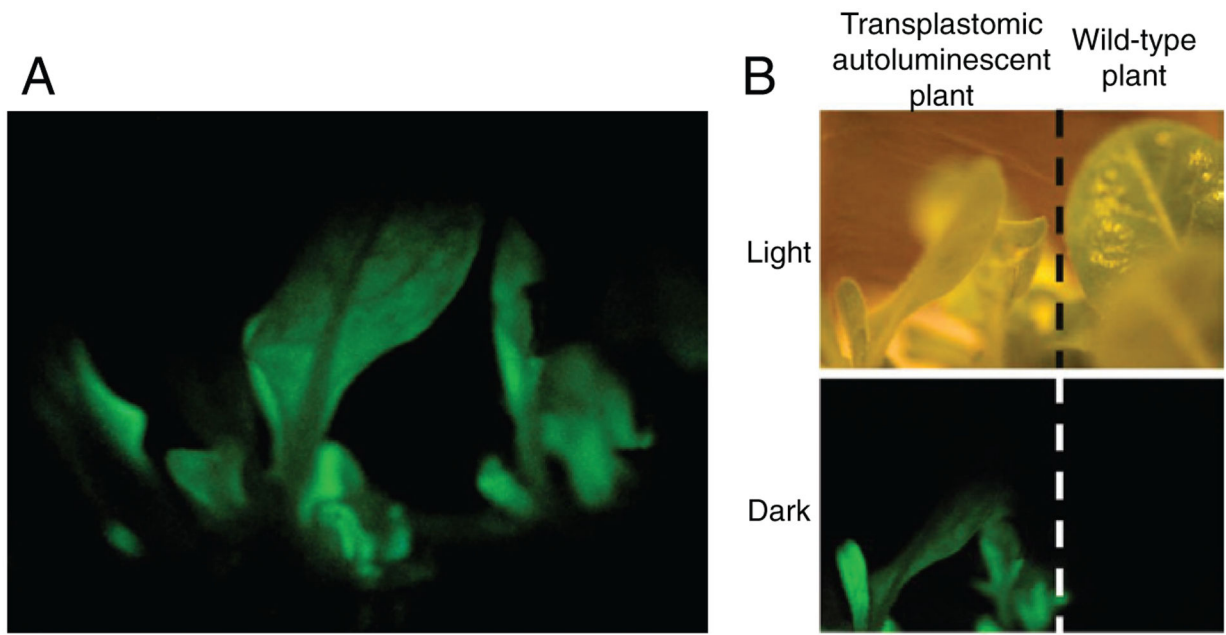 A
B
Transplastomic
autoluminescent
plant
Wild-type
plant
Light
Dark